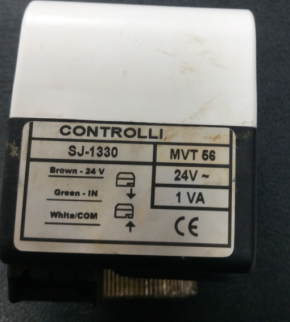 CONTROLLI
SJ-1330
MVT 56
Brown - 24 V
24V ~
Green - IN
1 VA
White/COM
CE